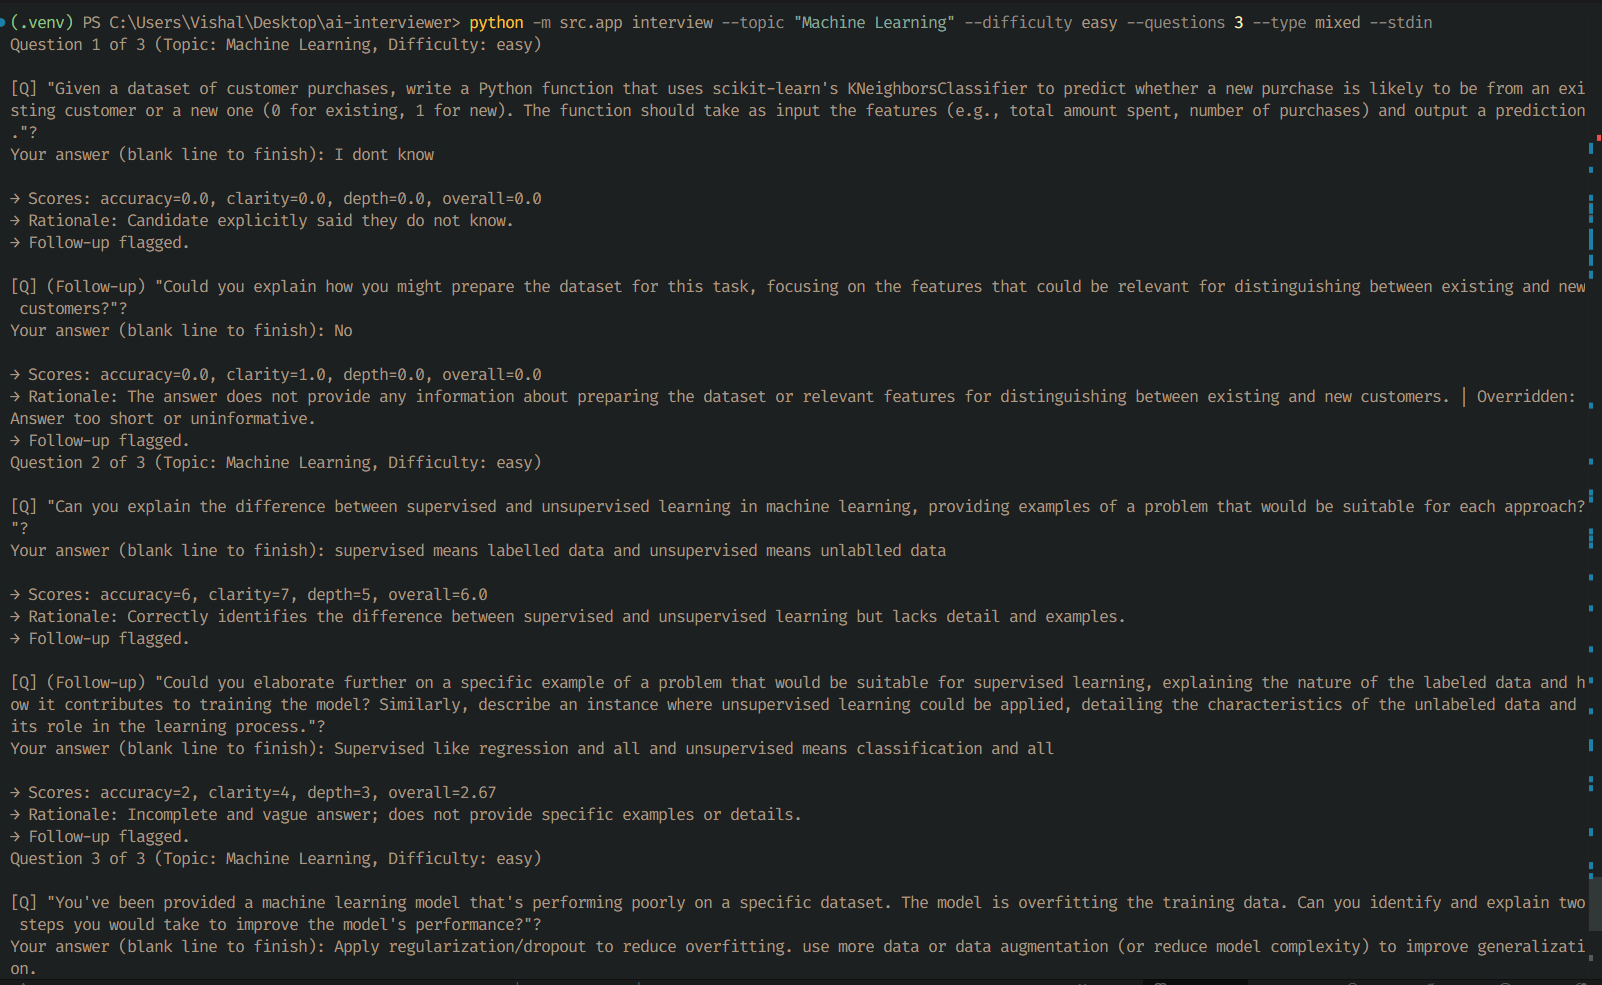 (.venv) PS C:\Users\Vishal\Desktop\ai-interviewer> python -m src.app interview --topic "Machine Learning" --difficulty easy --questions 3 --type mixed --stdin
Question 1 of 3 (Topic: Machine Learning, Difficulty: easy)
[Q] "Given a dataset of customer purchases, write a Python function that uses scikit-learn's KNeighborsClassifier to predict whether a new purchase is likely to be from an exi
sting customer or a new one (0 for existing, 1 for new). The function should take as input the features (e.g., total amount spent, number of purchases) and output a prediction
."?
Your answer (blank line to finish): I dont know
→ Scores: accuracy=0.0, clarity=0.0, depth=0.0, overall=0.0
→ Rationale: Candidate explicitly said they do not know.
→ Follow-up flagged.
[Q] (Follow-up) "Could you explain how you might prepare the dataset for this task, focusing on the features that could be relevant for distinguishing between existing and new
customers?"?
Your answer (blank line to finish): No
→ Scores: accuracy=0.0, clarity=1.0, depth=0.0, overall=0.0
→ Rationale: The answer does not provide any information about preparing the dataset or relevant features for distinguishing between existing and new customers. | Overridden:
Answer too short or uninformative.
→ Follow-up flagged.
Question 2 of 3 (Topic: Machine Learning, Difficulty: easy)
[Q] "Can you explain the difference between supervised and unsupervised learning in machine learning, providing examples of a problem that would be suitable for each approach?
"?
Your answer (blank line to finish): supervised means labelled data and unsupervised means unlablled data
→ Scores: accuracy=6, clarity=7, depth=5, overall=6.0
→ Rationale: Correctly identifies the difference between supervised and unsupervised learning but lacks detail and examples.
→ Follow-up flagged.
[Q] (Follow-up) "Could you elaborate further on a specific example of a problem that would be suitable for supervised learning, explaining the nature of the labeled data and h
ow it contributes to training the model? Similarly, describe an instance where unsupervised learning could be applied, detailing the characteristics of the unlabeled data and
its role in the learning process."?
Your answer (blank line to finish): Supervised like regression and all and unsupervised means classification and all
→ Scores: accuracy=2, clarity=4, depth=3, overall=2.67
→ Rationale: Incomplete and vague answer; does not provide specific examples or details.
→ Follow-up flagged.
Question 3 of 3 (Topic: Machine Learning, Difficulty: easy)
[Q] "You've been provided a machine learning model that's performing poorly on a specific dataset. The model is overfitting the training data. Can you identify and explain two
steps you would take to improve the model's performance?"?
Your answer (blank line to finish): Apply regularization/dropout to reduce overfitting. use more data or data augmentation (or reduce model complexity) to improve generalizati
on.